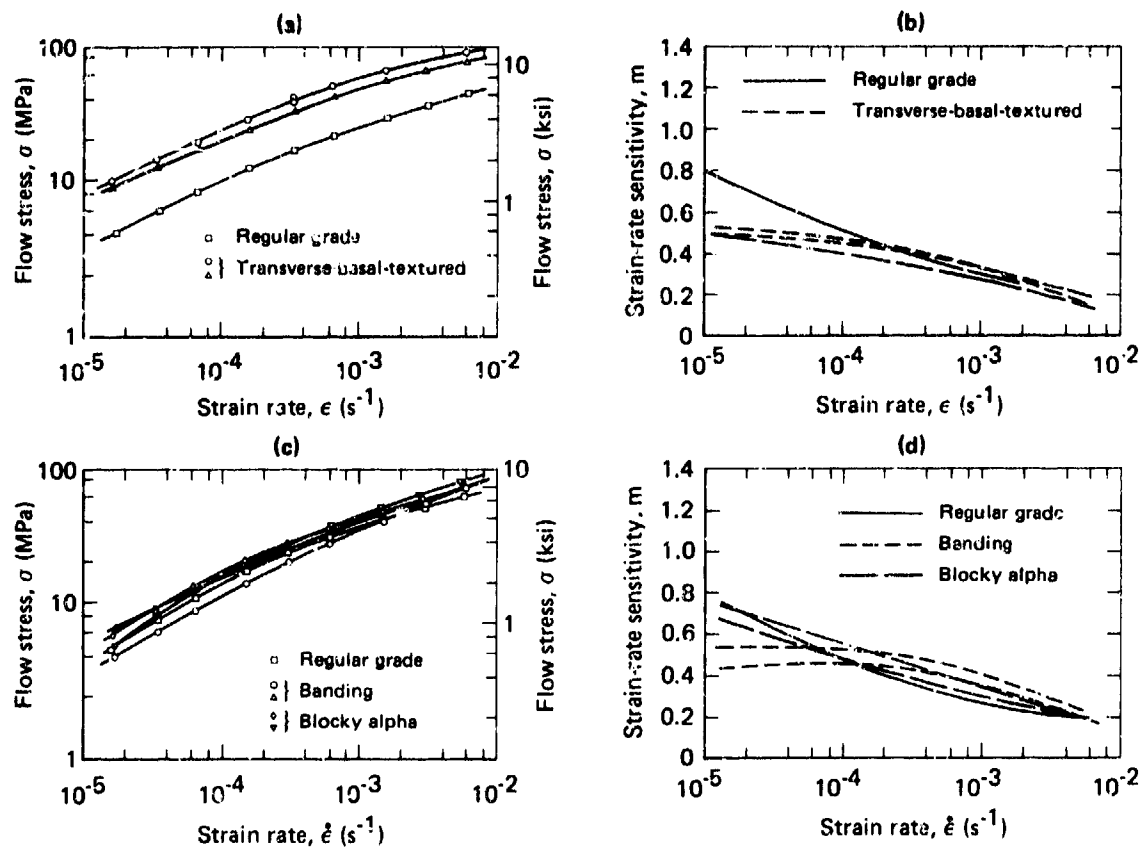 (a)
100
10
1
Flow stress, σ (MPa)
10
1
Flow stress, σ (ksi)
Regular grade
Transverse-basal-textured
10⁻⁵ 10⁻⁴ 10⁻³ 10⁻²
Strain rate, ϵ (s⁻¹)
(b)
1.4
1.2
1.0
0.8
0.6
0.4
0.2
0
Strain-rate sensitivity, m
Regular grade
Transverse-basal-textured
10⁻⁵ 10⁻⁴ 10⁻³ 10⁻²
Strain rate, ϵ (s⁻¹)
(c)
100
10
1
Flow stress, σ (MPa)
10
1
Flow stress, σ (ksi)
Regular grade
Banding
Blocky alpha
10⁻⁵ 10⁻⁴ 10⁻³ 10⁻²
Strain rate, ϵ̇ (s⁻¹)
(d)
1.4
1.2
1.0
0.8
0.6
0.4
0.2
0
Strain-rate sensitivity, m
Regular grade
Banding
Blocky alpha
10⁻⁵ 10⁻⁴ 10⁻³ 10⁻²
Strain rate, ϵ̇ (s⁻¹)